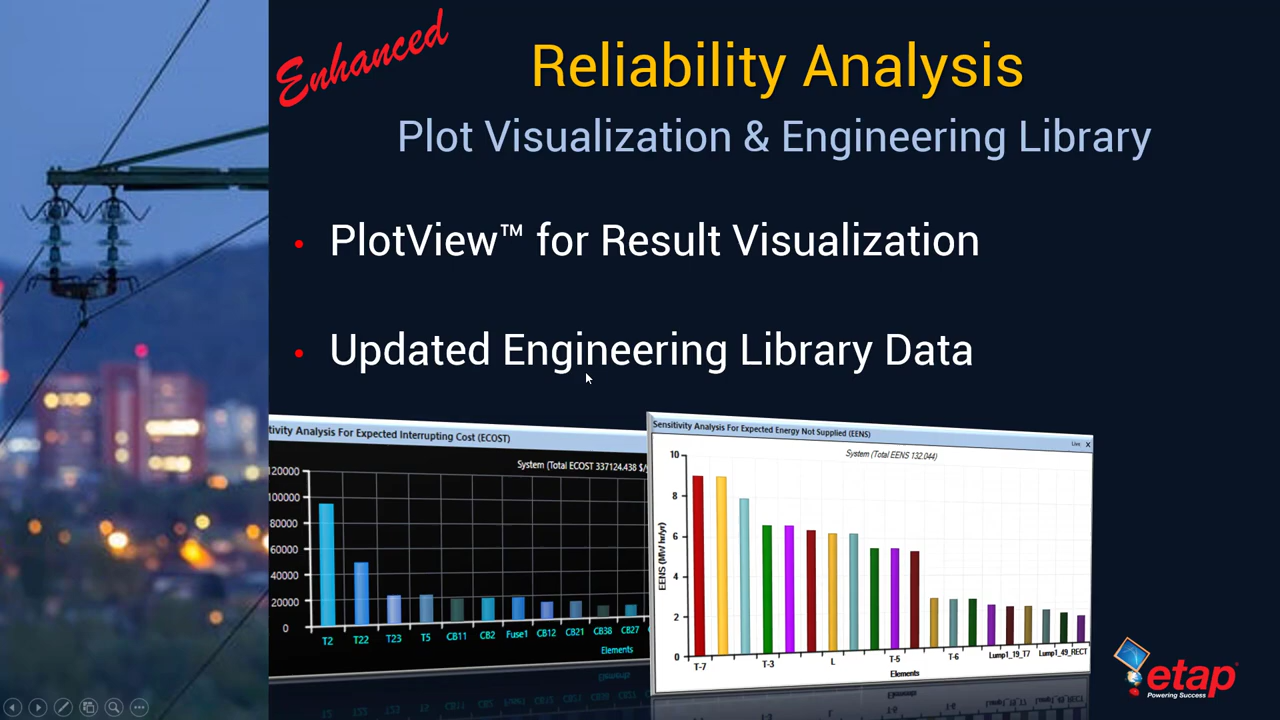 Enhanced
Reliability Analysis
Plot Visualization & Engineering Library
• PlotView™ for Result Visualization
• Updated Engineering Library Data
tivity Analysis For Expected Interrupting Cost (ECOST)
System (Total ECOST 337124.438 $/y
120000
100000
80000
60000
40000
20000
0
T2 T22 T23 T5 CB11 CB2 Fuse1 CB12 CB21 CB38 CB27
Elements
Sensitivity Analysis For Expected Energy Not Supplied (EENS)
System (Total EENS 132.044)
EENS (MW hr/yr)
10
8
6
4
2
0
T-7 T-3 L T-5 T-6 Lump1_19_T7 Lump1_49_RECT
Elements
etap
Powering Success